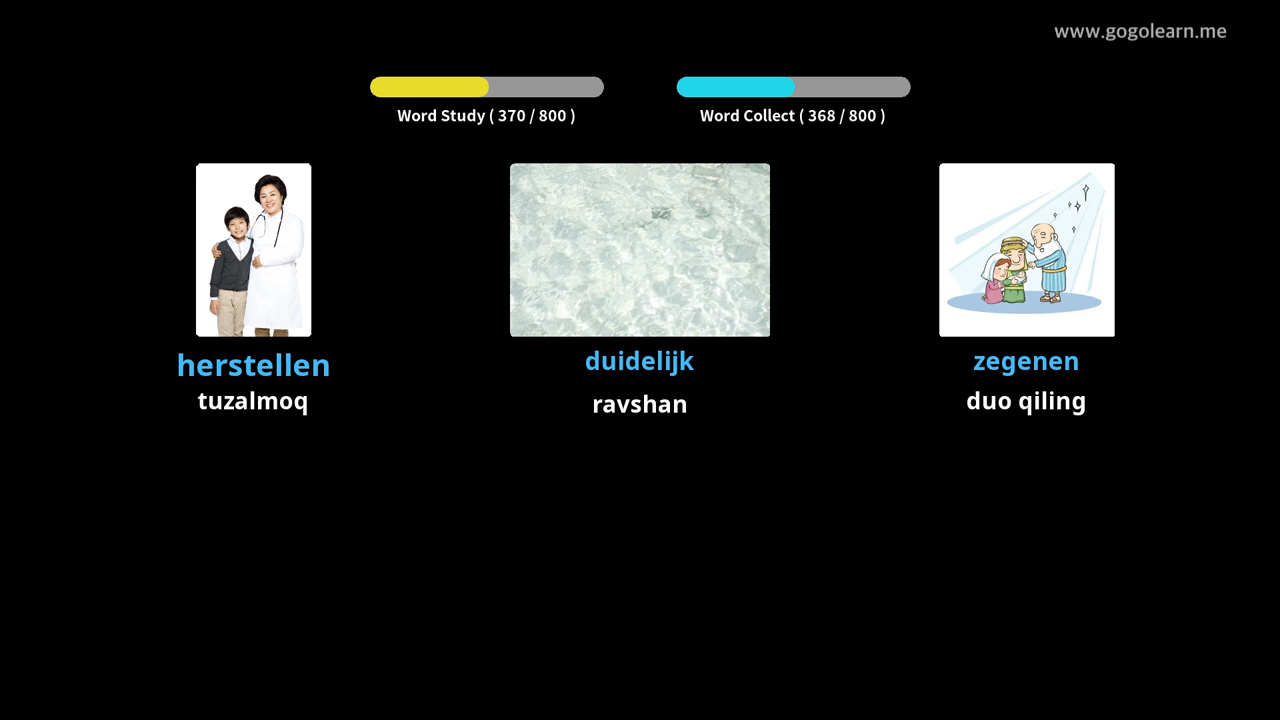 www.gogolearn.me
Word Study ( 370 / 800 )
Word Collect ( 368 / 800 )
herstellen
tuzalmoq
duidelijk
ravshan
zegenen
duo qiling